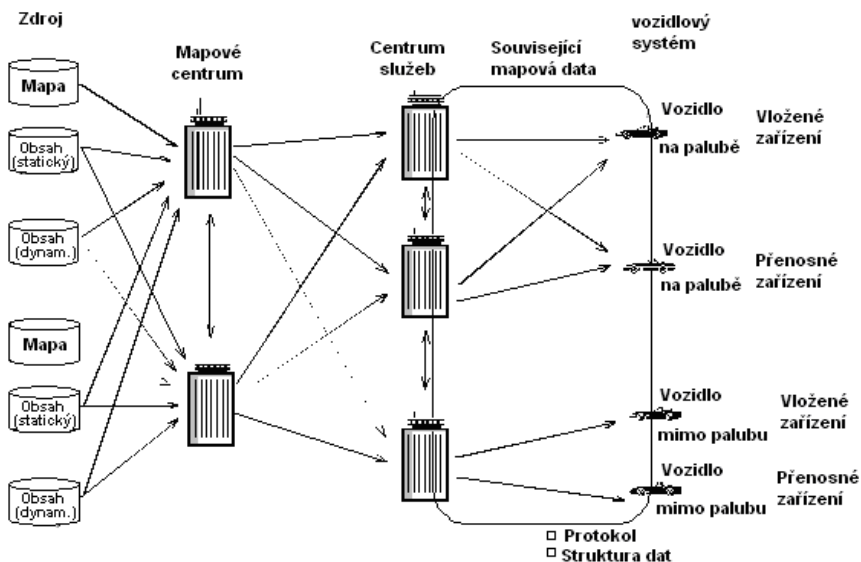 Zdroj
Mapové
centrum
Centrum
služeb
Související
mapová data
vozidlový
systém
Mapa
Obsah
(statický)
Obsah
(dynam.)
Mapa
Obsah
(statický)
Obsah
(dynam.)
Vozidlo
na palubě
Vložené
zařízení
Vozidlo
na palubě
Přenosné
zařízení
Vozidlo
mimo palubu
Vložené
zařízení
Vozidlo
mimo palubu
Přenosné
zařízení
Protokol
Struktura dat